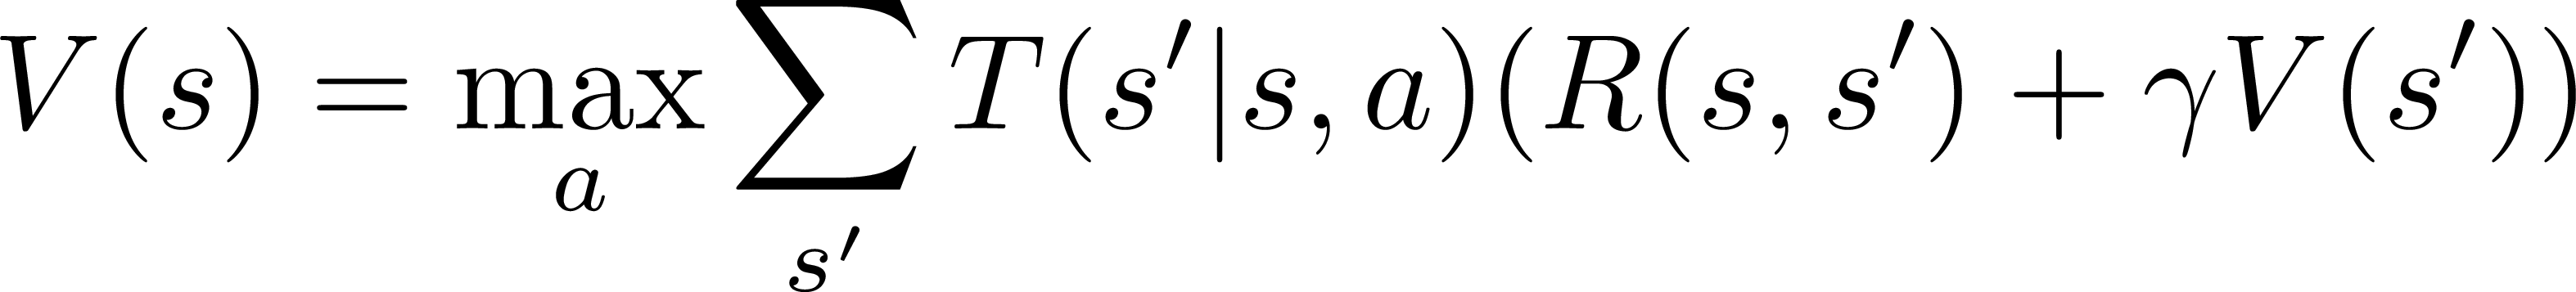 V(s) = max_a ∑_{s′} T(s′|s, a)(R(s, s′) + γV(s′))